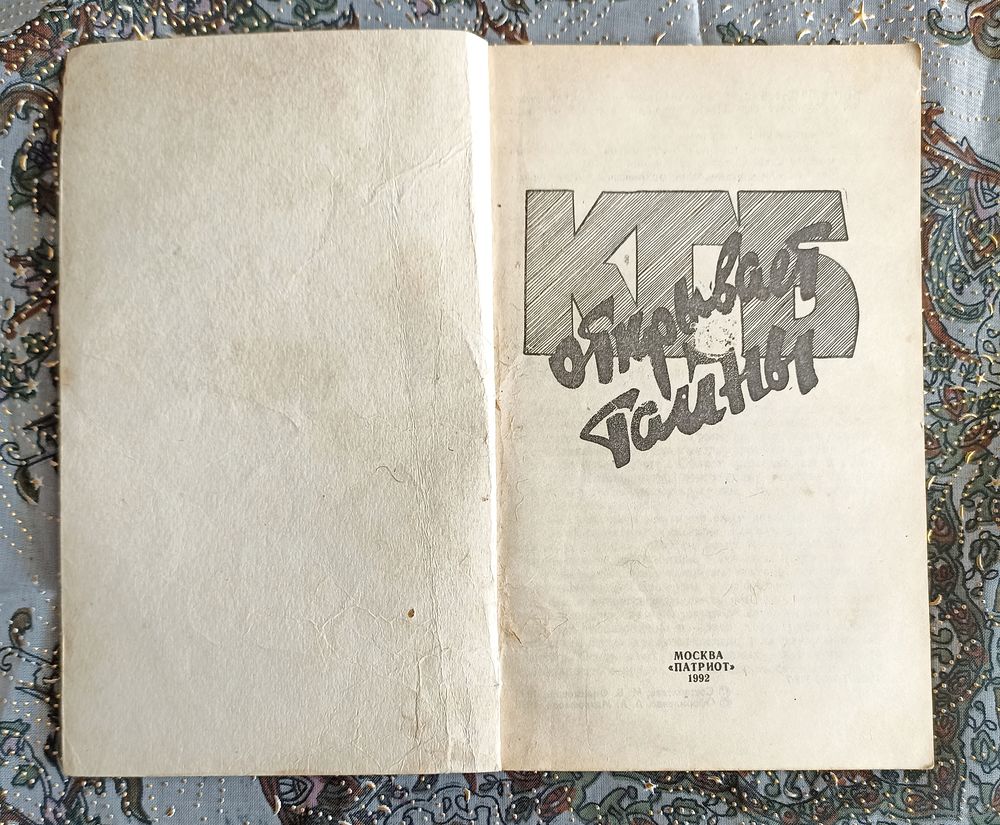 КГБ
открывает
тайны
МОСКВА
«ПАТРИОТ»
1992